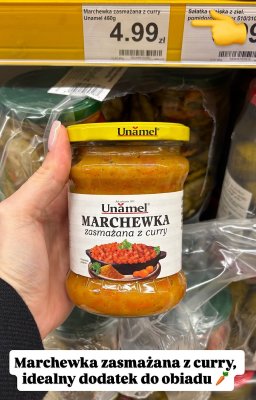 Marchewka zasmażana z curry
Unamel 460g
4.99 zł
Unamel
Unamel
MARCHEWKA
zasmażana z curry
Marchewka zasmażana z curry,
idealny dodatek do obiadu 🥕